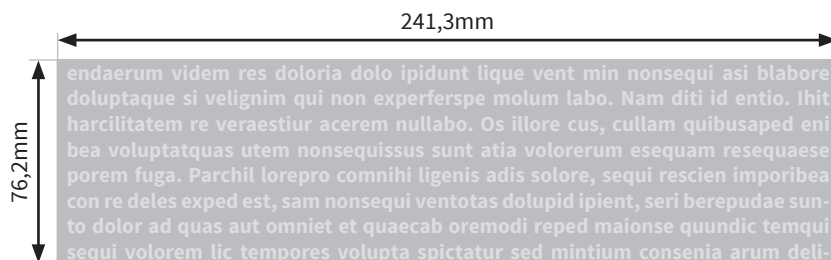 241,3mm
76,2mm
endaerum videm res doloria dolo ipidunt lique vent min nonsequi asi blabore
doluptaque si velignim qui non experferspe molum labo. Nam diti id entio. Ihit
harcilitatem re veraestiur acerem nullabo. Os illore cus, cullam quibusaped eni
bea voluptatquas utem nonsequissus sunt atia volorerum esequam resequaese
porem fuga. Parchil lorepro comnihi ligenis adis solore, sequi rescien imporibea
con re deles exped est, sam nonsequi ventotas dolupid ipient, seri berepudae sun-
to dolor ad quas aut omniet et quaecab oremodi reped maionse quundic temqui
sequi volorem lic tempores volupta spictatur sed mintium consenia arum deli-